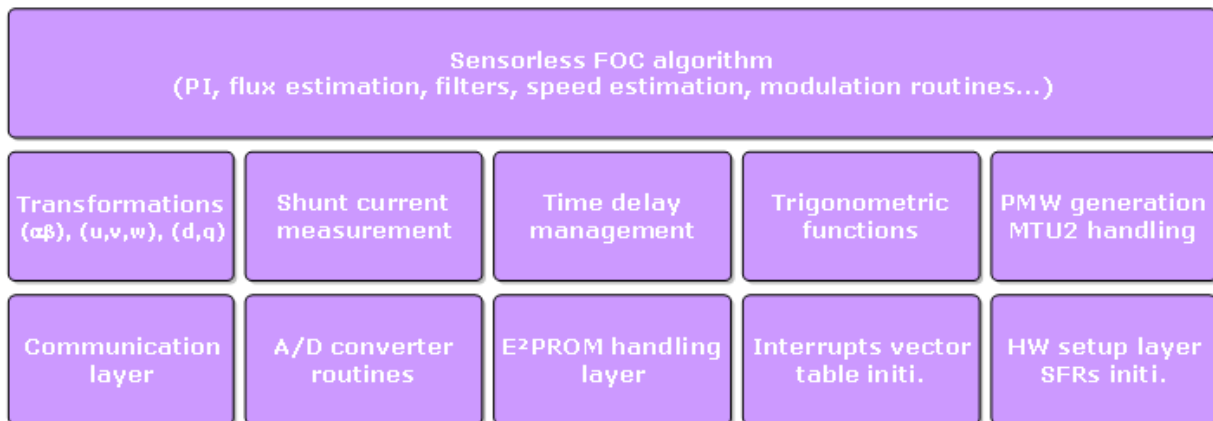 Sensorless FOC algorithm
(PI, flux estimation, filters, speed estimation, modulation routines...)
Transformations
(αβ), (u,v,w), (d,q)
Shunt current
measurement
Time delay
management
Trigonometric
functions
PMW generation
MTU2 handling
Communication
layer
A/D converter
routines
E²PROM handling
layer
Interrupts vector
table initi.
HW setup layer
SFRs initi.